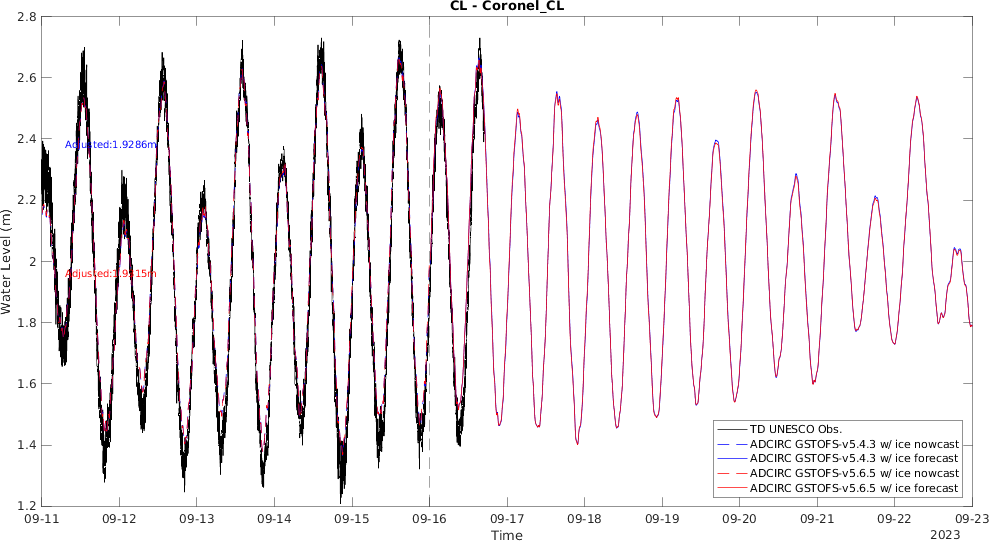 CL - Coronel_CL
2.8
2.6
2.4
2.2
2
1.8
1.6
1.4
1.2
Water Level (m)
Adjusted:1.9286m
Adjusted:1.9515m
TD UNESCO Obs.
ADCIRC GSTOFS-v5.4.3 w/ ice nowcast
ADCIRC GSTOFS-v5.4.3 w/ ice forecast
ADCIRC GSTOFS-v5.6.5 w/ ice nowcast
ADCIRC GSTOFS-v5.6.5 w/ ice forecast
09-11 09-12 09-13 09-14 09-15 09-16 09-17 09-18 09-19 09-20 09-21 09-22 09-23
Time
2023